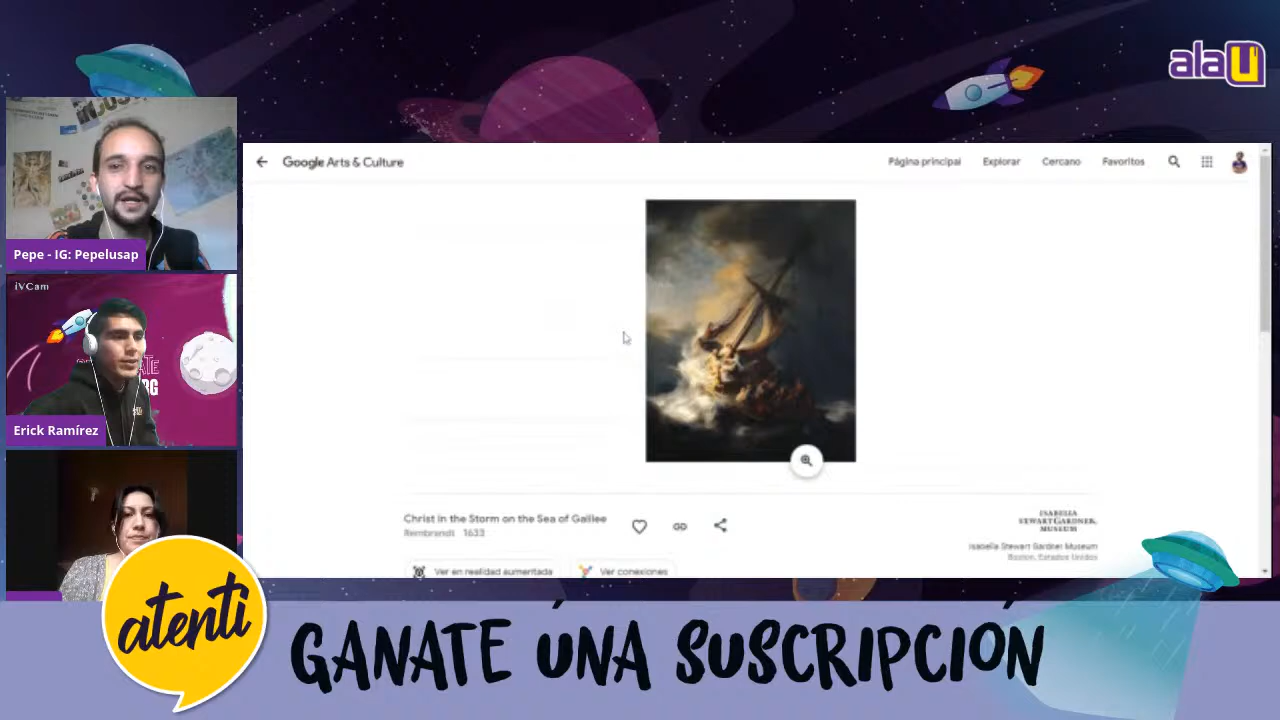 alaU
Google Arts & Culture
Página principal
Explorar
Cercano
Favoritos
Pepe - IG: Pepelusap
iVCam
Erick Ramírez
Christ in the Storm on the Sea of Galilee
Rembrandt 1633
ISABELLA
STEWART GARDNER
MUSEUM
Isabella Stewart Gardner Museum
Boston, Estados Unidos
Ver en realidad aumentada
Ver conexiones
atenti
GANATE ÚNA SUSCRIPCIÓN